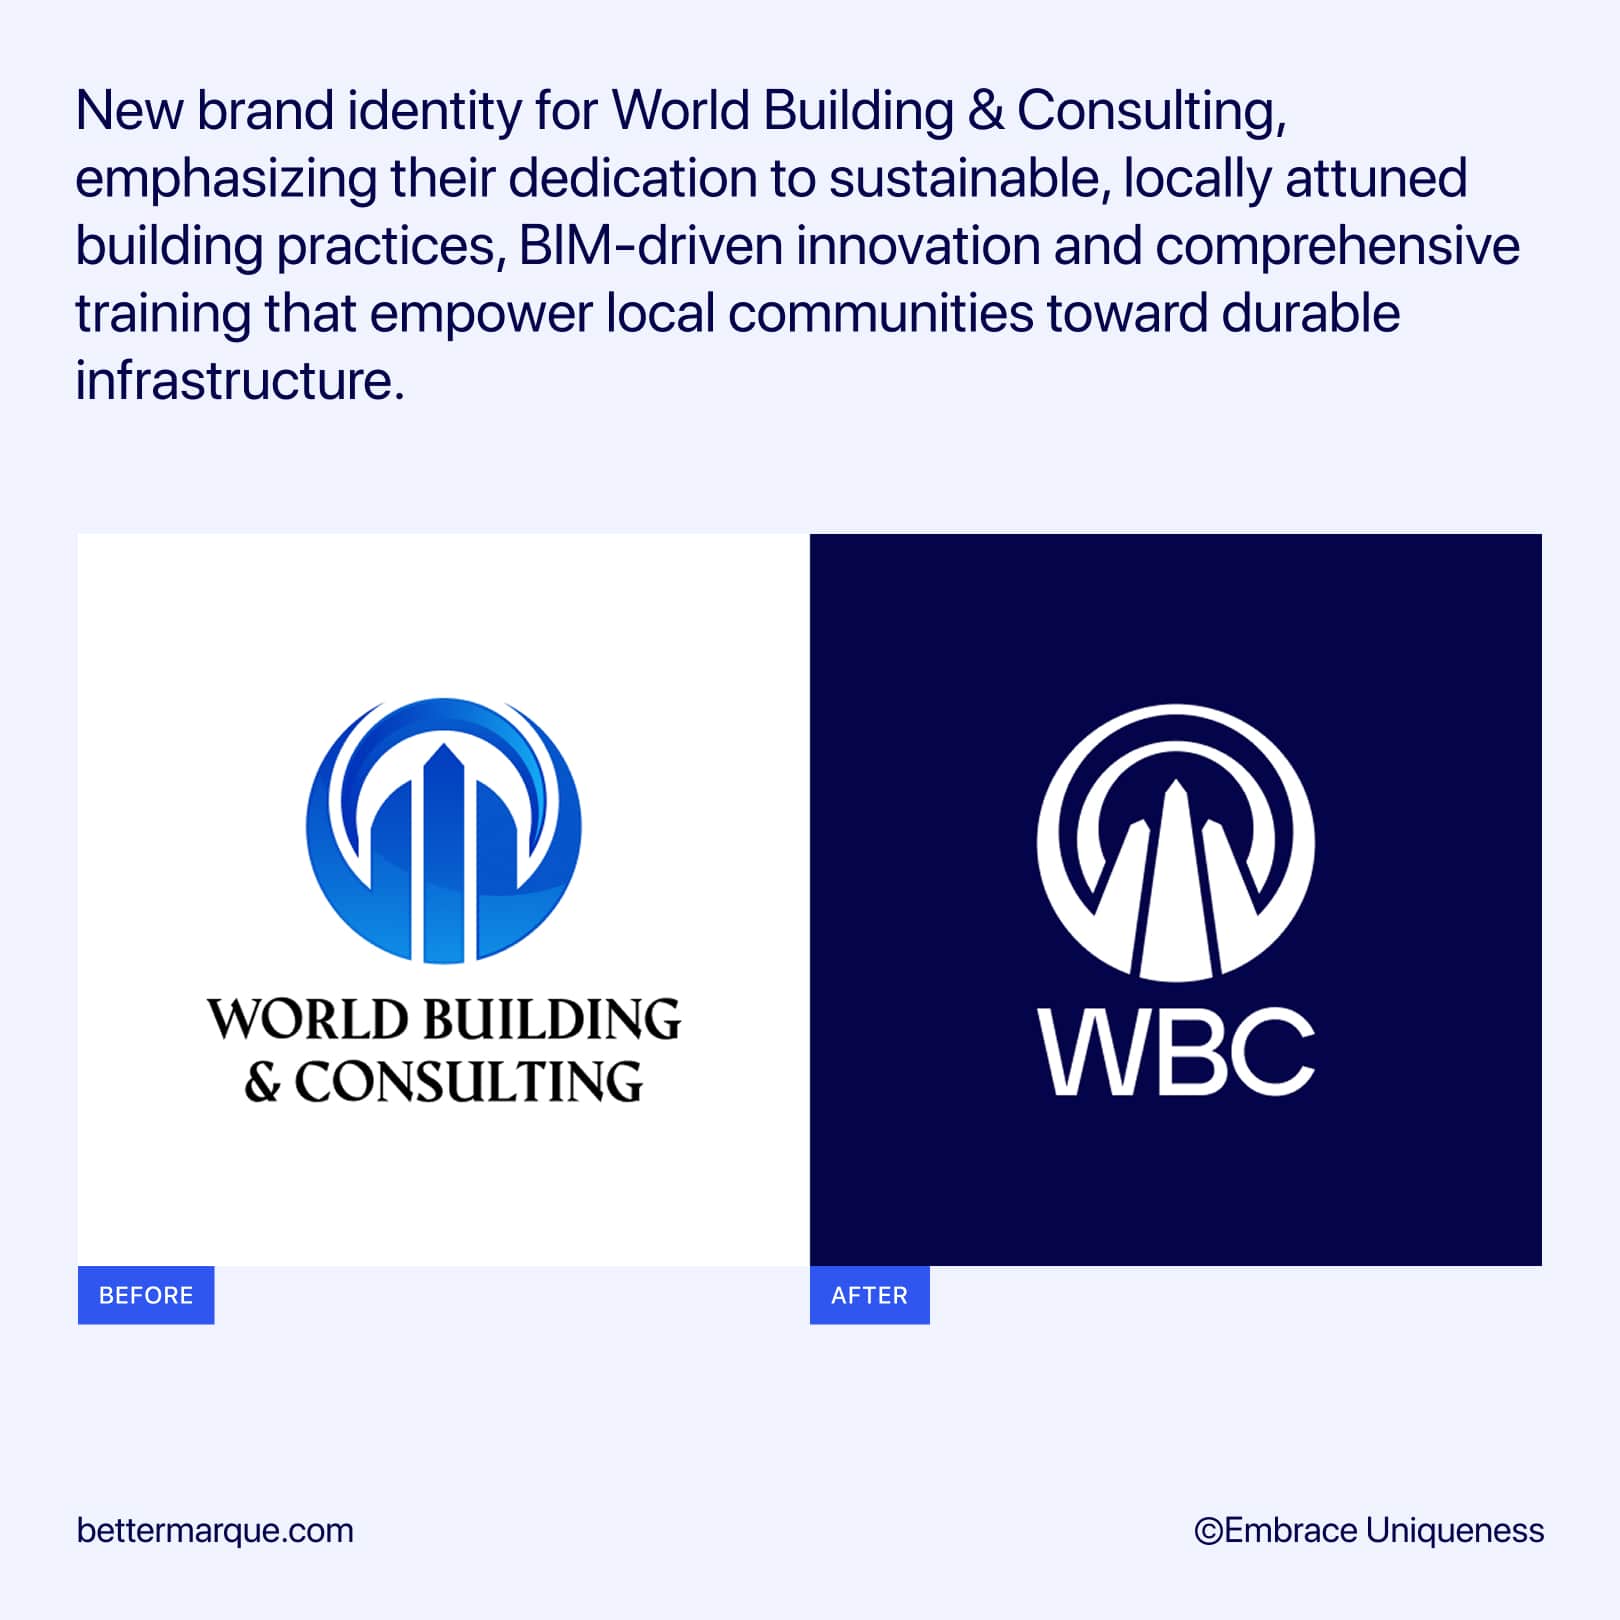 New brand identity for World Building & Consulting,
emphasizing their dedication to sustainable, locally attuned
building practices, BIM-driven innovation and comprehensive
training that empower local communities toward durable
infrastructure.
WORLD BUILDING
& CONSULTING
WBC
BEFORE
AFTER
bettermarque.com
©Embrace Uniqueness